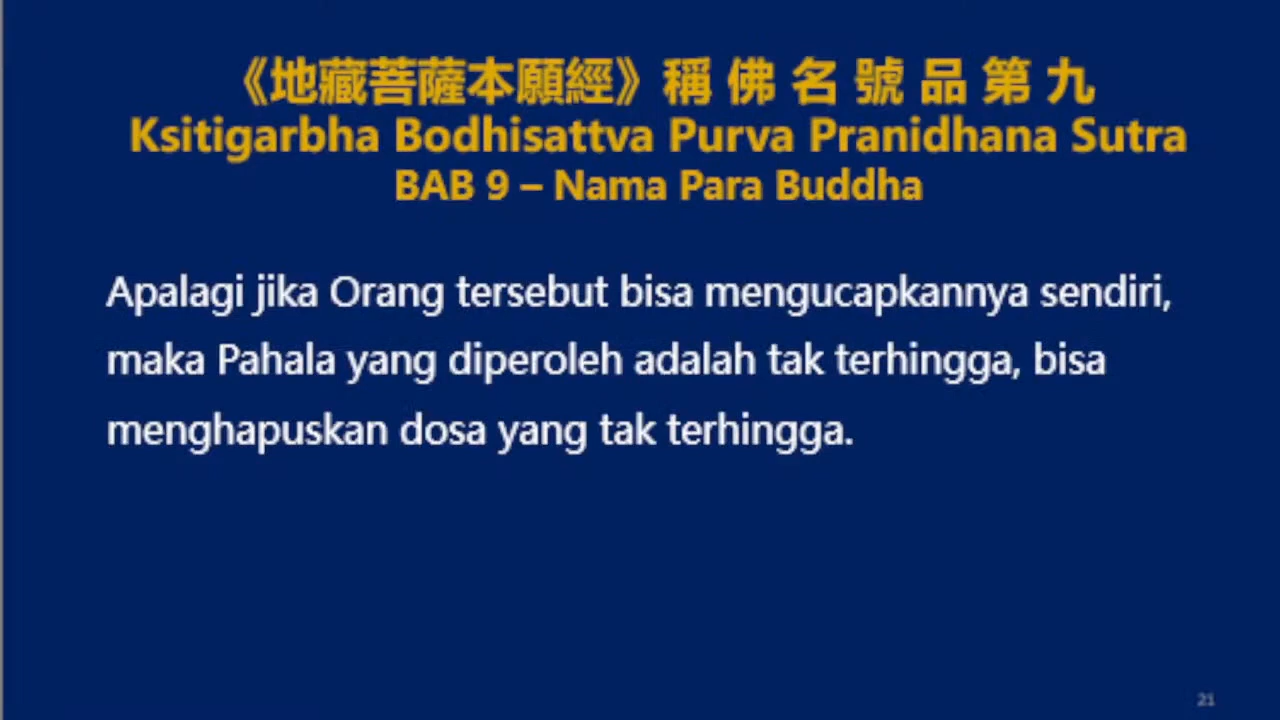 《地藏菩薩本願經》稱 佛 名 號 品 第 九
Ksitigarbha Bodhisattva Purva Pranidhana Sutra
BAB 9 – Nama Para Buddha
Apalagi jika Orang tersebut bisa mengucapkannya sendiri,
maka Pahala yang diperoleh adalah tak terhingga, bisa
menghapuskan dosa yang tak terhingga.
21